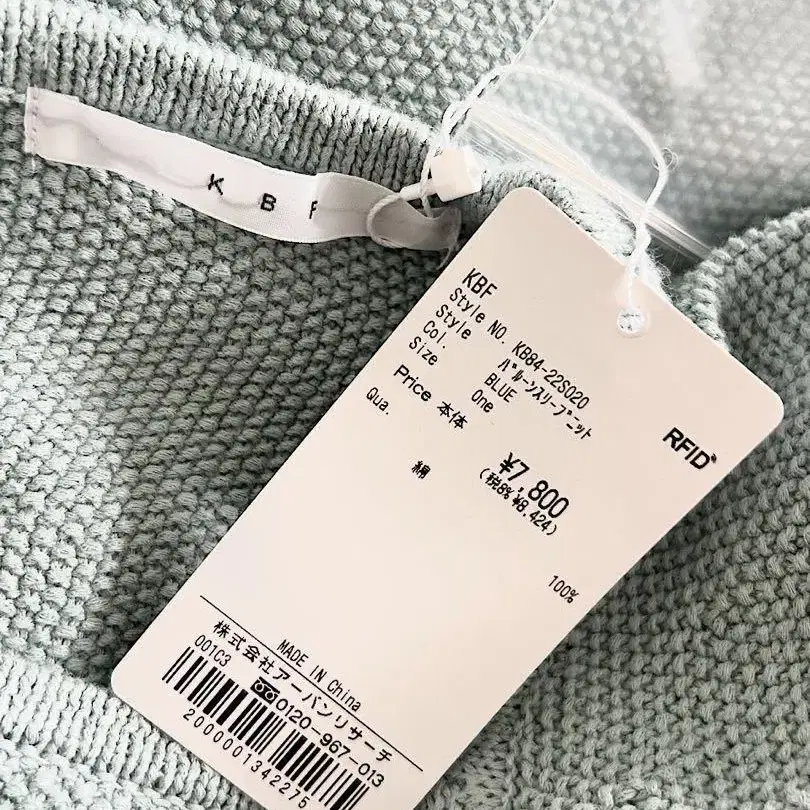 K B F
KBF
Style NO. KB84-22S020
Style バルーンスリーブニット
Col. BLUE
Size One
Price 本体 ¥7,800
(税8% ¥8,424)
Qua.
綿 100%
RFID
MADE IN China
株式会社アーバンリサーチ
001C3 0120-967-013
2000001342275